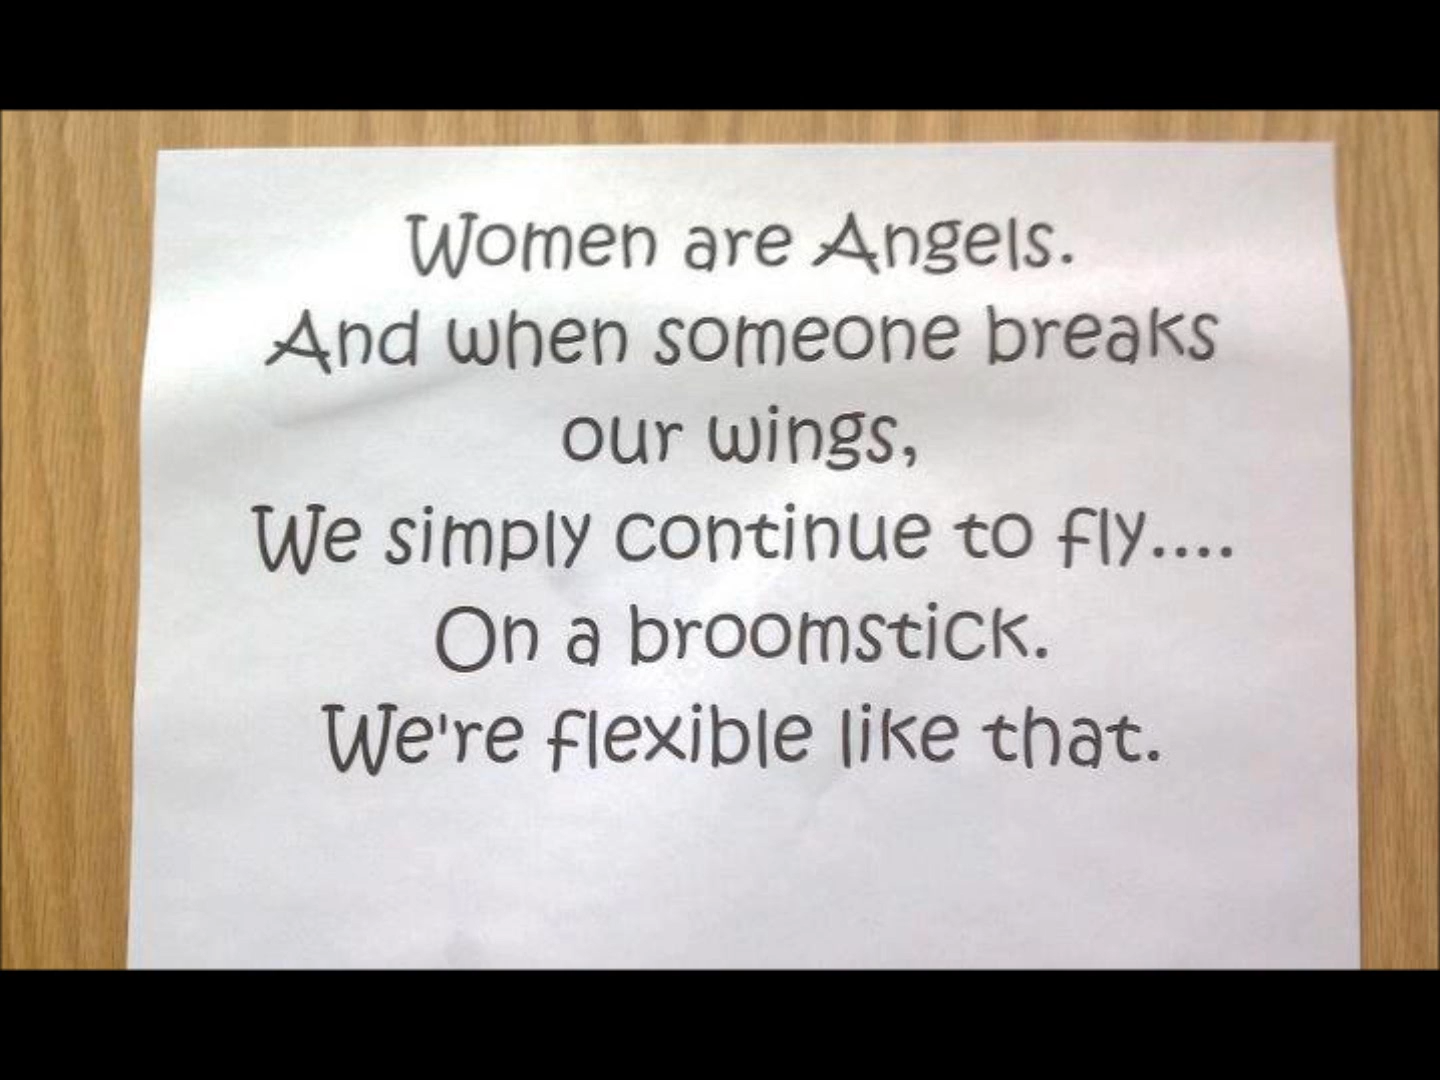 Women are Angels.
And when someone breaks
our wings,
We simply continue to fly....
On a broomstick.
We're flexible like that.